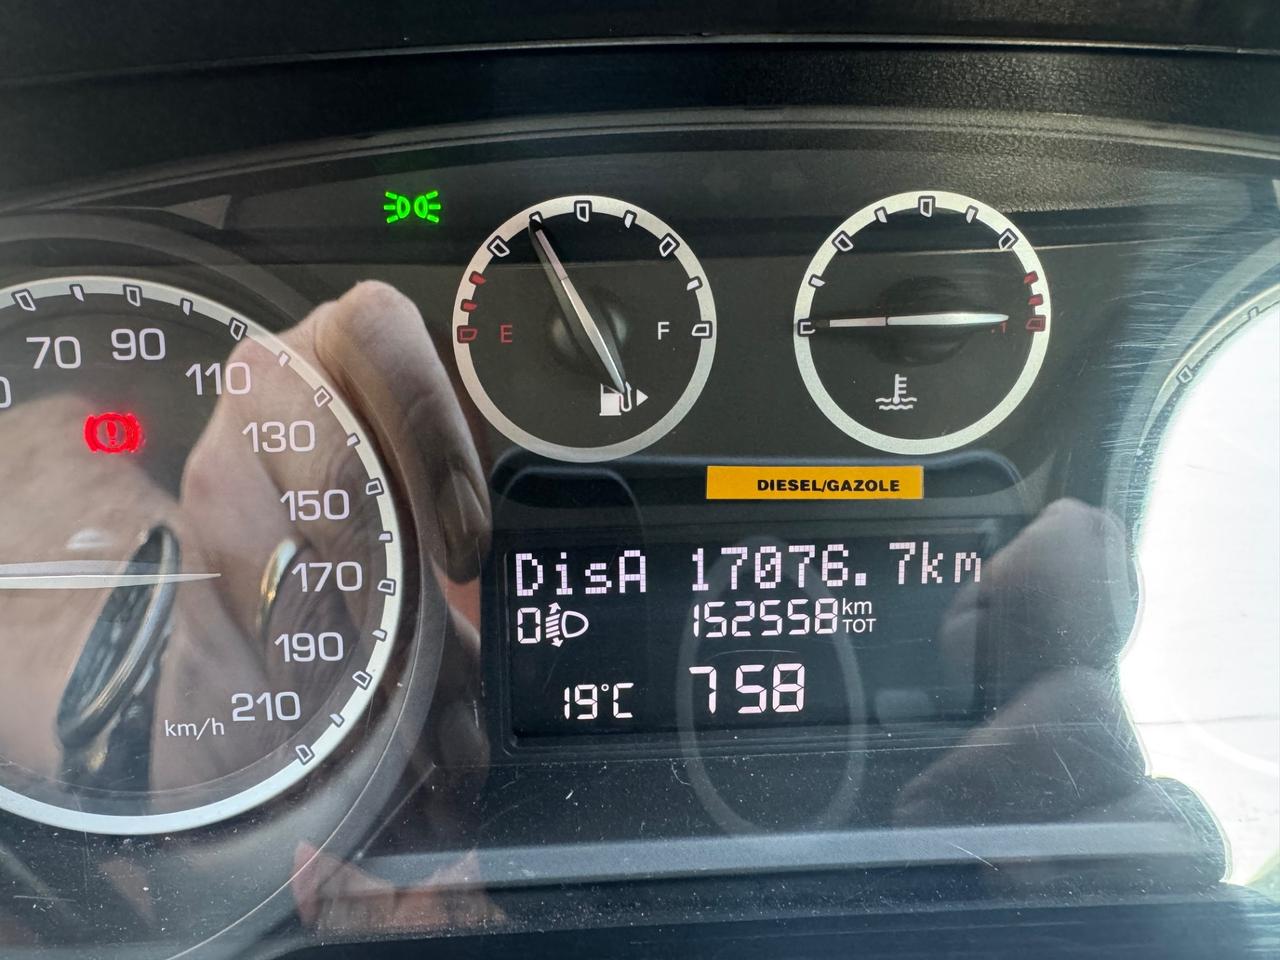 70 90
110
130
150
170
190
210
km/h
E F
DIESEL/GAZOLE
DisA 17076.7km
0 152558 km TOT
19°C 758